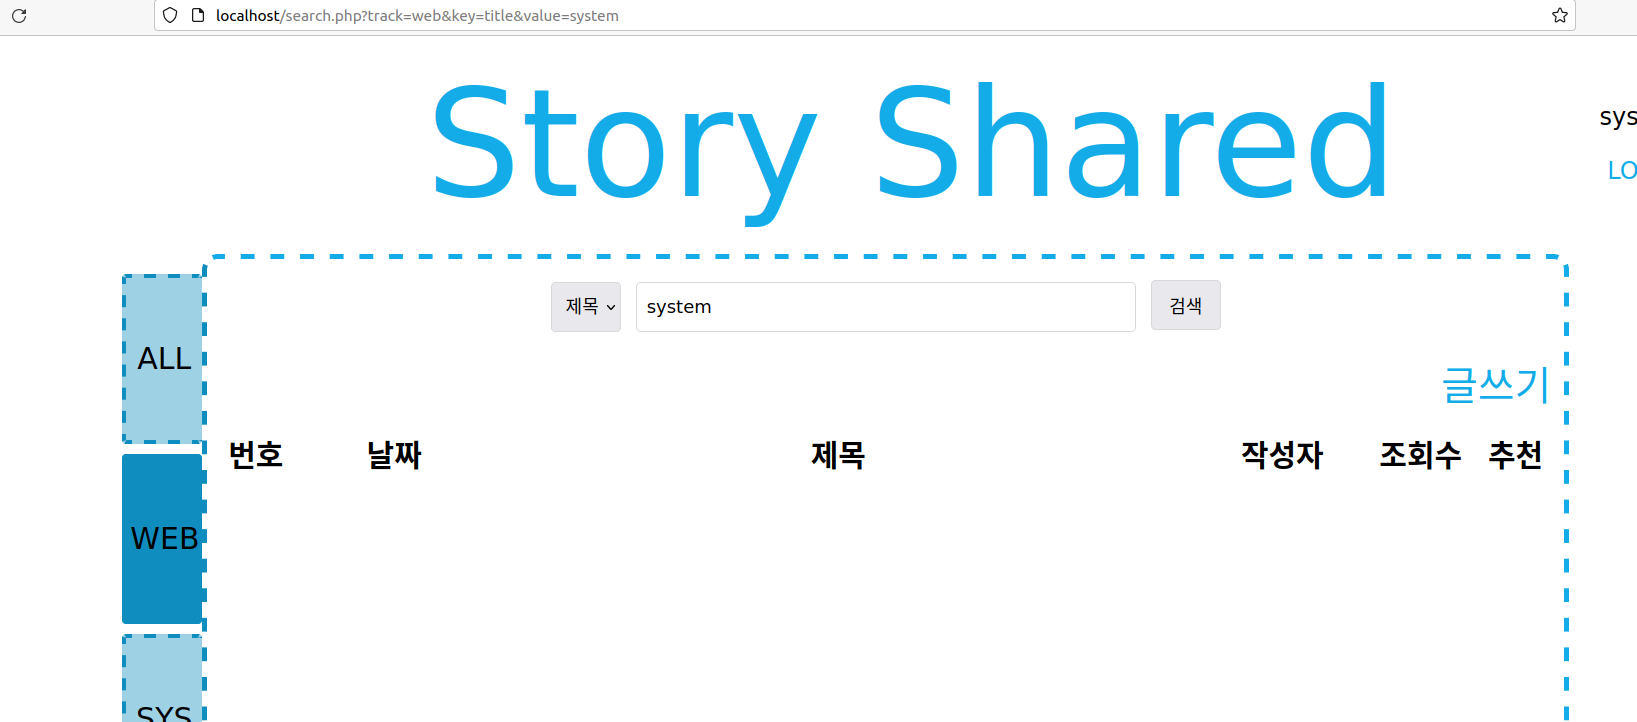 localhost/search.php?track=web&key=title&value=system
Story Shared
sys
LO
제목 system 검색
글쓰기
ALL
번호 날짜 제목 작성자 조회수 추천
WEB
SYS